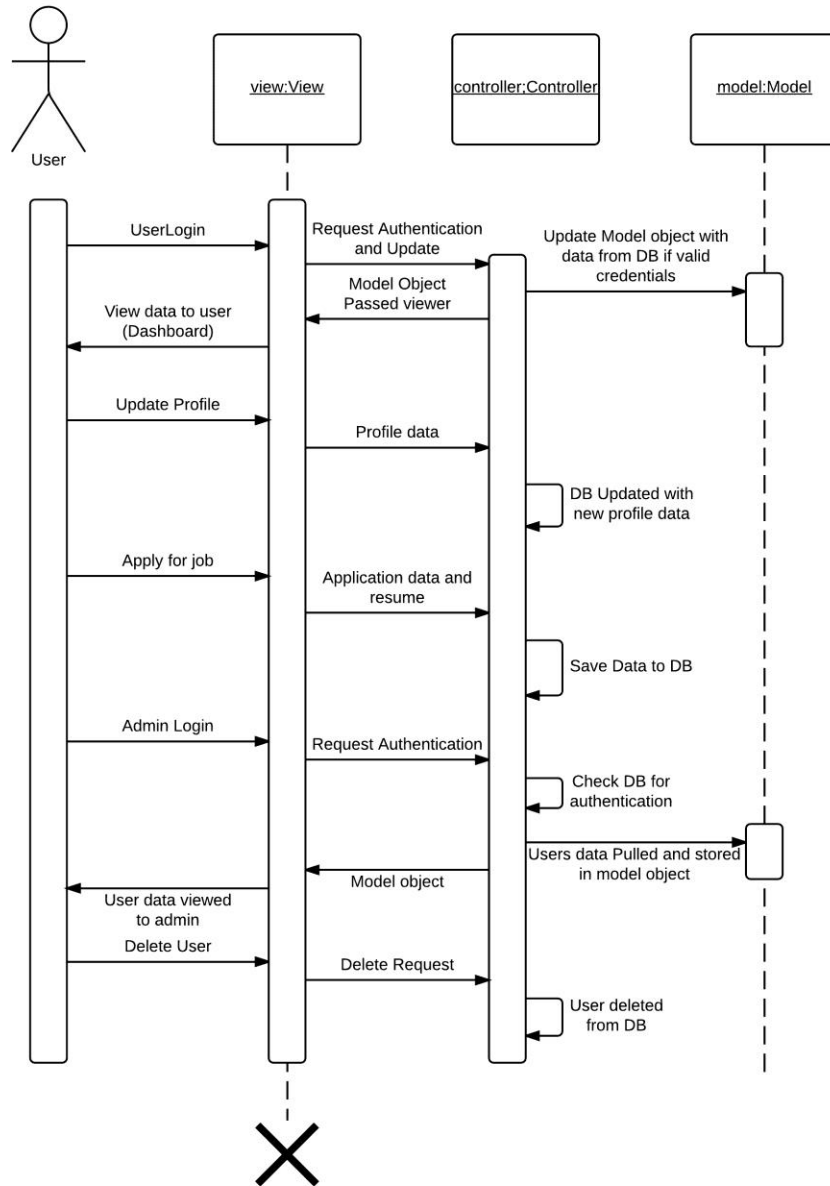 view:View
controller:Controller
model:Model
User
UserLogin
Request Authentication
and Update
Update Model object with
data from DB if valid
credentials
Model Object
Passed viewer
View data to user
(Dashboard)
Update Profile
Profile data
DB Updated with
new profile data
Apply for job
Application data and
resume
Save Data to DB
Admin Login
Request Authentication
Check DB for
authentication
Users data Pulled and stored
in model object
Model object
User data viewed
to admin
Delete User
Delete Request
User deleted
from DB